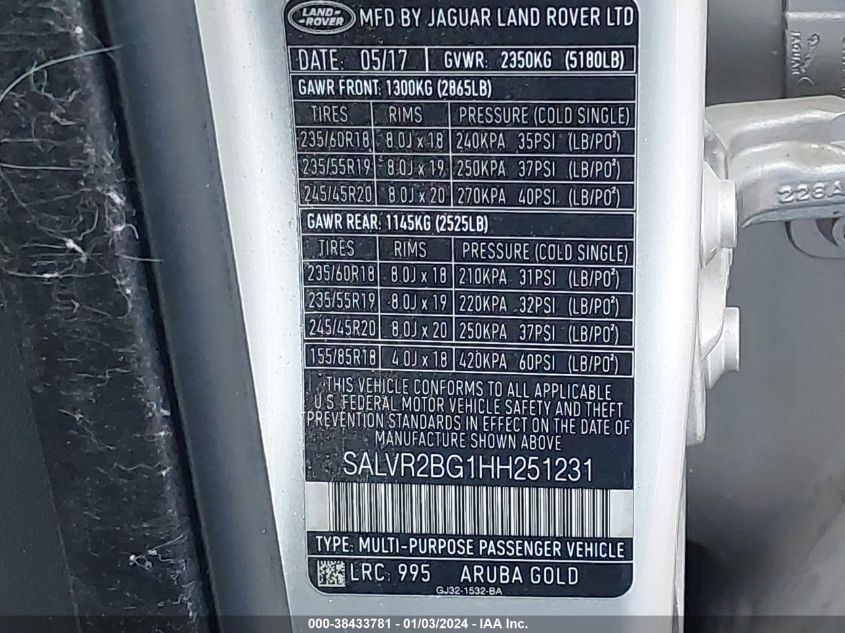 LAND-
ROVER
MFD BY JAGUAR LAND ROVER LTD
DATE: 05/17 GVWR: 2350KG (5180LB)
GAWR FRONT: 1300KG (2865LB)
TIRES RIMS PRESSURE (COLD SINGLE)
235/60R18 8.0J x 18 240KPA 35PSI (LB/PO²)
235/55R19 8.0J x 19 250KPA 37PSI (LB/PO²)
245/45R20 8.0J x 20 270KPA 40PSI (LB/PO²)
GAWR REAR: 1145KG (2525LB)
TIRES RIMS PRESSURE (COLD SINGLE)
235/60R18 8.0J x 18 210KPA 31PSI (LB/PO²)
235/55R19 8.0J x 19 220KPA 32PSI (LB/PO²)
245/45R20 8.0J x 20 250KPA 37PSI (LB/PO²)
155/85R18 4.0J x 18 420KPA 60PSI (LB/PO²)
THIS VEHICLE CONFORMS TO ALL APPLICABLE
U.S. FEDERAL MOTOR VEHICLE SAFETY AND THEFT
PREVENTION STANDARDS IN EFFECT ON THE DATE OF
MANUFACTURE SHOWN ABOVE
SALVR2BG1HH251231
TYPE: MULTI-PURPOSE PASSENGER VEHICLE
LRC: 995 ARUBA GOLD
GJ32-1532-BA
JAGUAR
226A
000-38433781 - 01/03/2024 - IAA Inc.